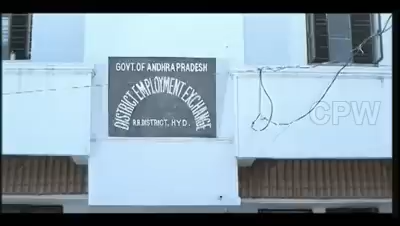 GOVT. OF ANDHRA PRADESH
DISTRICT EMPLOYMENT EXCHANGE
R.R. DISTRICT, HYD.
CPW